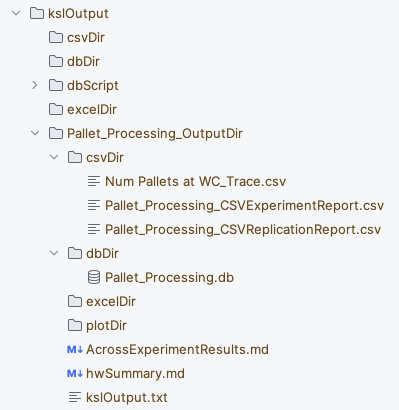 kslOutput
csvDir
dbDir
dbScript
excelDir
Pallet_Processing_OutputDir
csvDir
Num Pallets at WC_Trace.csv
Pallet_Processing_CSVExperimentReport.csv
Pallet_Processing_CSVReplicationReport.csv
dbDir
Pallet_Processing.db
excelDir
plotDir
M↓ AcrossExperimentResults.md
M↓ hwSummary.md
kslOutput.txt